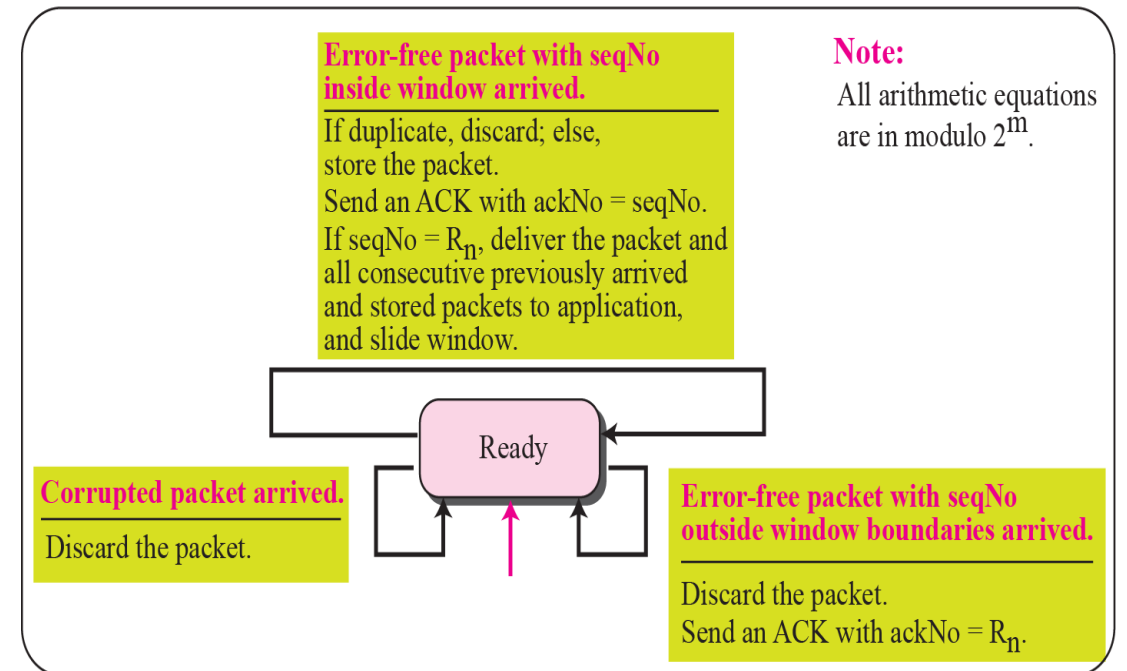 Error-free packet with seqNo
inside window arrived.
If duplicate, discard; else,
store the packet.
Send an ACK with ackNo = seqNo.
If seqNo = Rn, deliver the packet and
all consecutive previously arrived
and stored packets to application,
and slide window.
Note:
All arithmetic equations
are in modulo 2^m.
Ready
Corrupted packet arrived.
Discard the packet.
Error-free packet with seqNo
outside window boundaries arrived.
Discard the packet.
Send an ACK with ackNo = Rn.